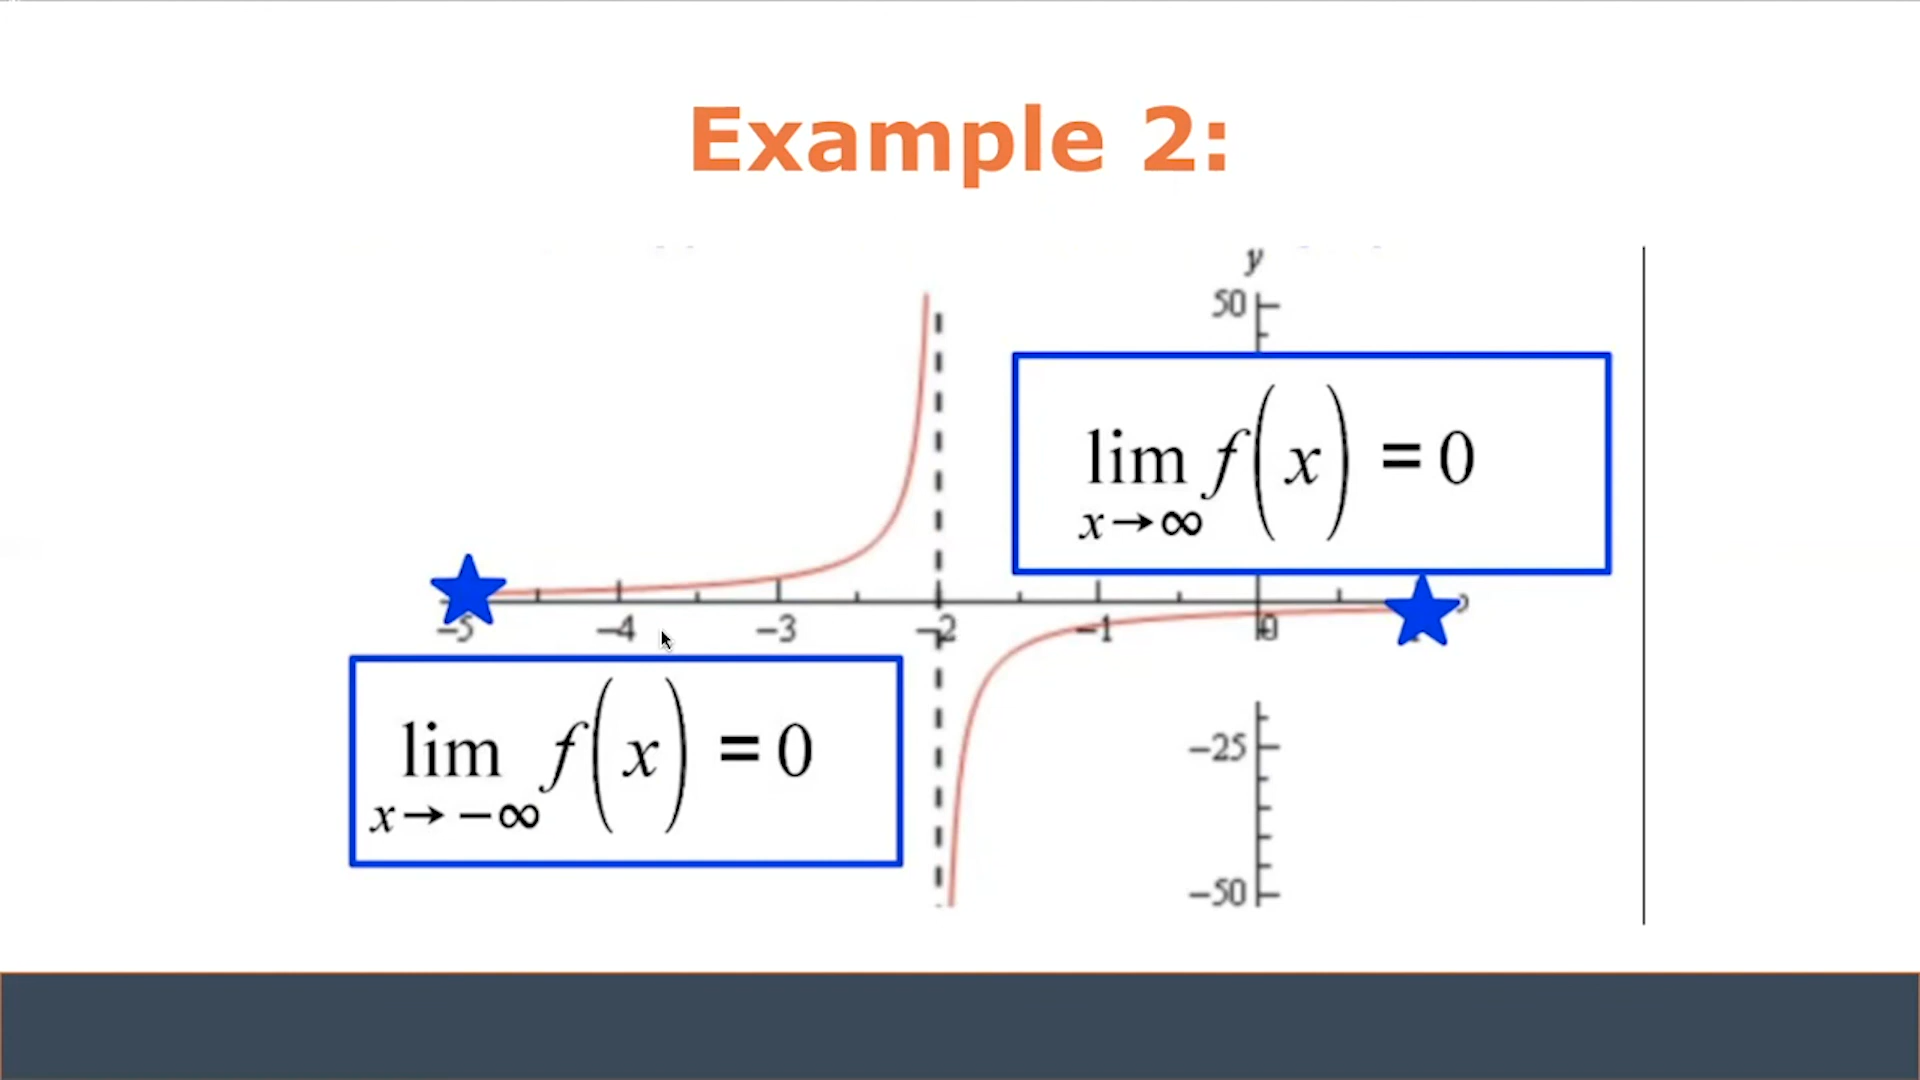 Example 2:
y
50
lim f(x) = 0
x→∞
−5 −4 −3 −2 −1 0
lim f(x) = 0
x→ −∞
−25
−50